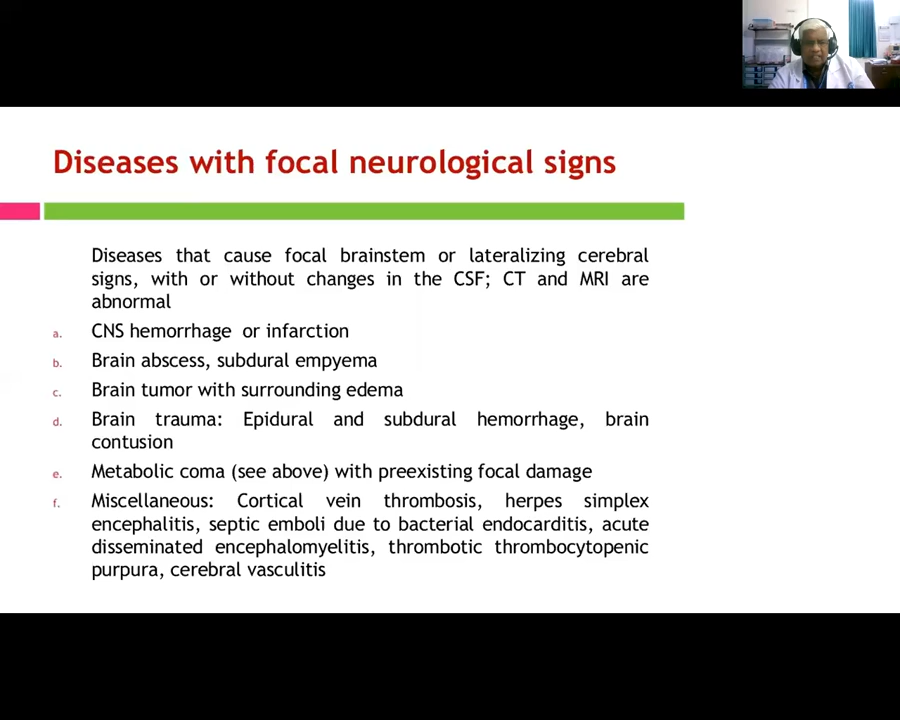 Diseases with focal neurological signs
Diseases that cause focal brainstem or lateralizing cerebral
signs, with or without changes in the CSF; CT and MRI are
abnormal
a. CNS hemorrhage or infarction
b. Brain abscess, subdural empyema
c. Brain tumor with surrounding edema
d. Brain trauma: Epidural and subdural hemorrhage, brain
contusion
e. Metabolic coma (see above) with preexisting focal damage
f. Miscellaneous: Cortical vein thrombosis, herpes simplex
encephalitis, septic emboli due to bacterial endocarditis, acute
disseminated encephalomyelitis, thrombotic thrombocytopenic
purpura, cerebral vasculitis